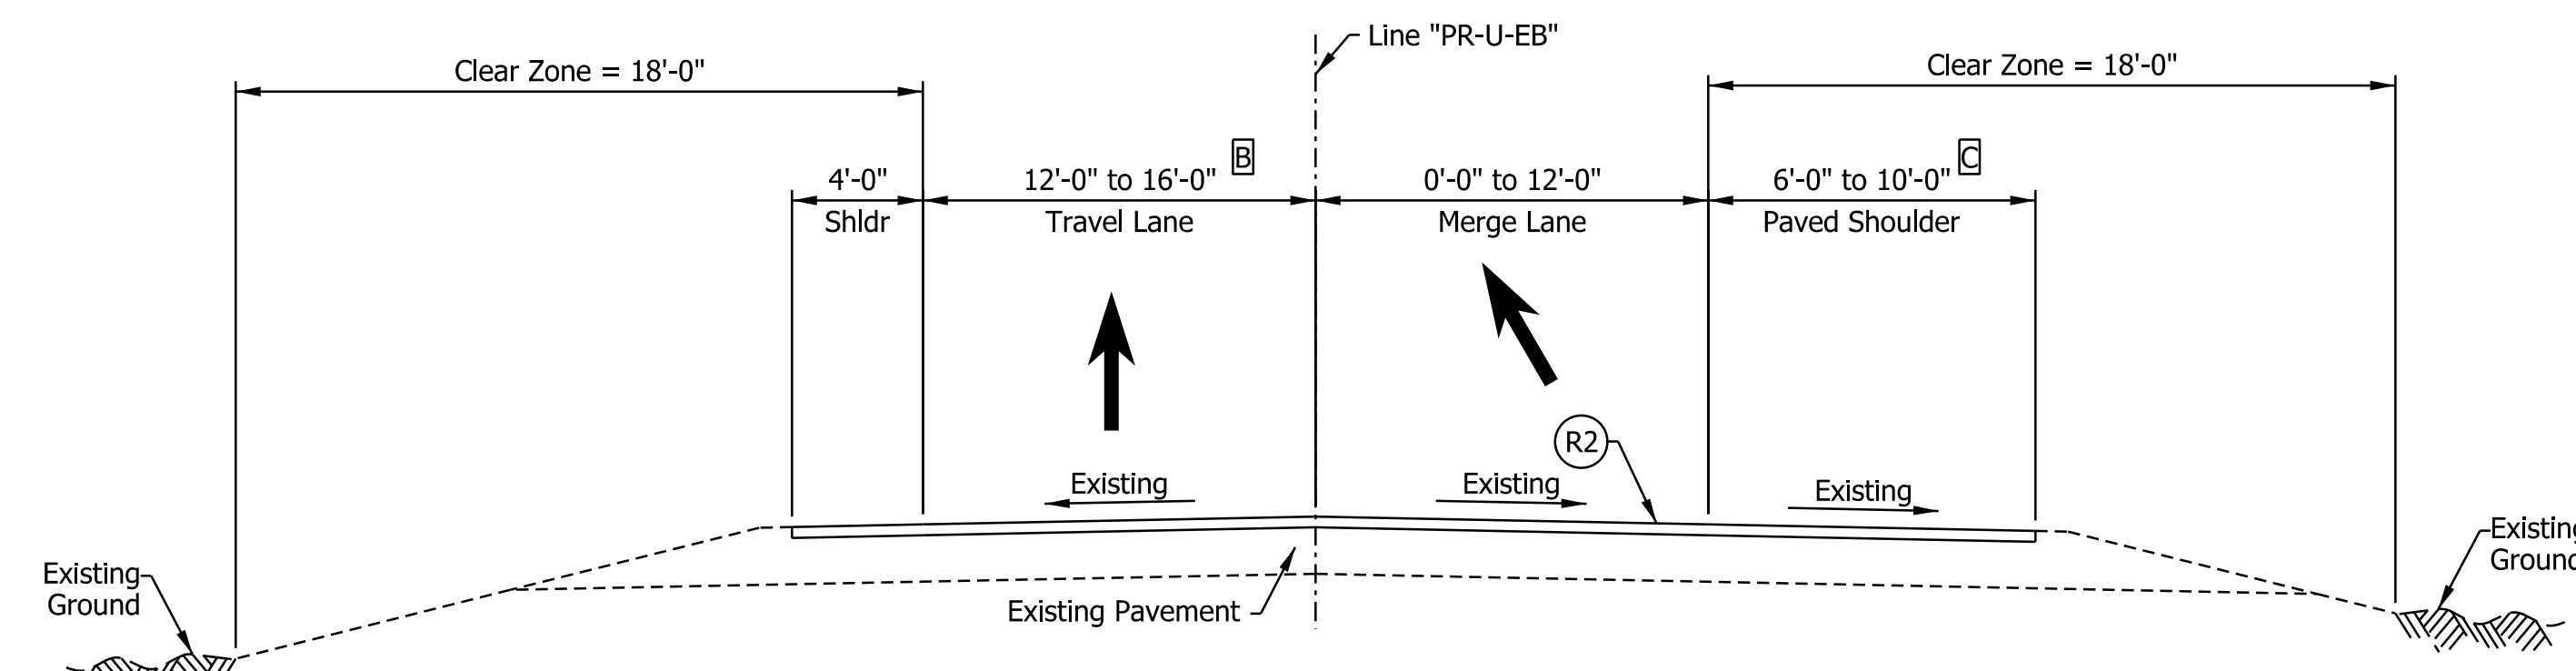 Line "PR-U-EB"
Clear Zone = 18'-0"
Clear Zone = 18'-0"
B
C
4'-0"
12'-0" to 16'-0"
0'-0" to 12'-0"
6'-0" to 10'-0"
Shldr
Travel Lane
Merge Lane
Paved Shoulder
R2
Existing
Existing
Existing
Existing
Ground
Existing Pavement
Existing
Ground